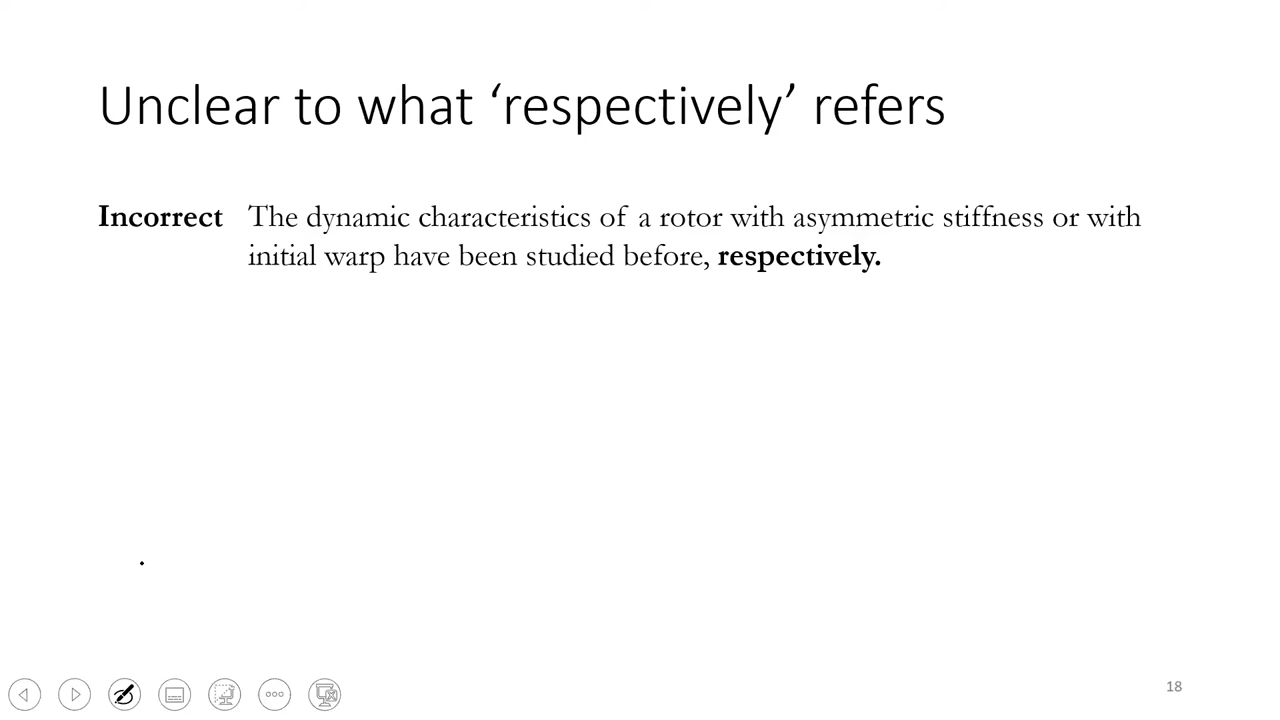 Unclear to what ‘respectively’ refers
Incorrect The dynamic characteristics of a rotor with asymmetric stiffness or with
initial warp have been studied before, respectively.
18